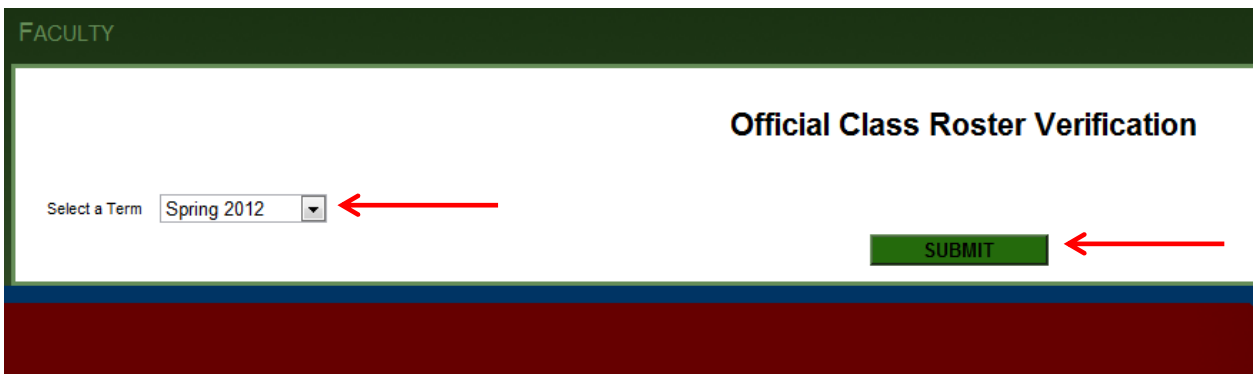 FACULTY
Official Class Roster Verification
Select a Term Spring 2012
SUBMIT